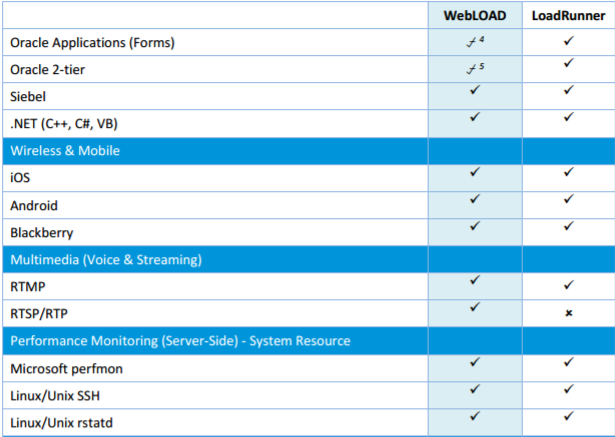 WebLOAD LoadRunner
Oracle Applications (Forms) ⌿ 4 ✓
Oracle 2-tier ⌿ 5 ✓
Siebel ✓ ✓
.NET (C++, C#, VB) ✓ ✓
Wireless & Mobile
iOS ✓ ✓
Android ✓ ✓
Blackberry ✓ ✓
Multimedia (Voice & Streaming)
RTMP ✓ ✓
RTSP/RTP ✓ ✗
Performance Monitoring (Server-Side) - System Resource
Microsoft perfmon ✓ ✓
Linux/Unix SSH ✓ ✓
Linux/Unix rstatd ✓ ✓